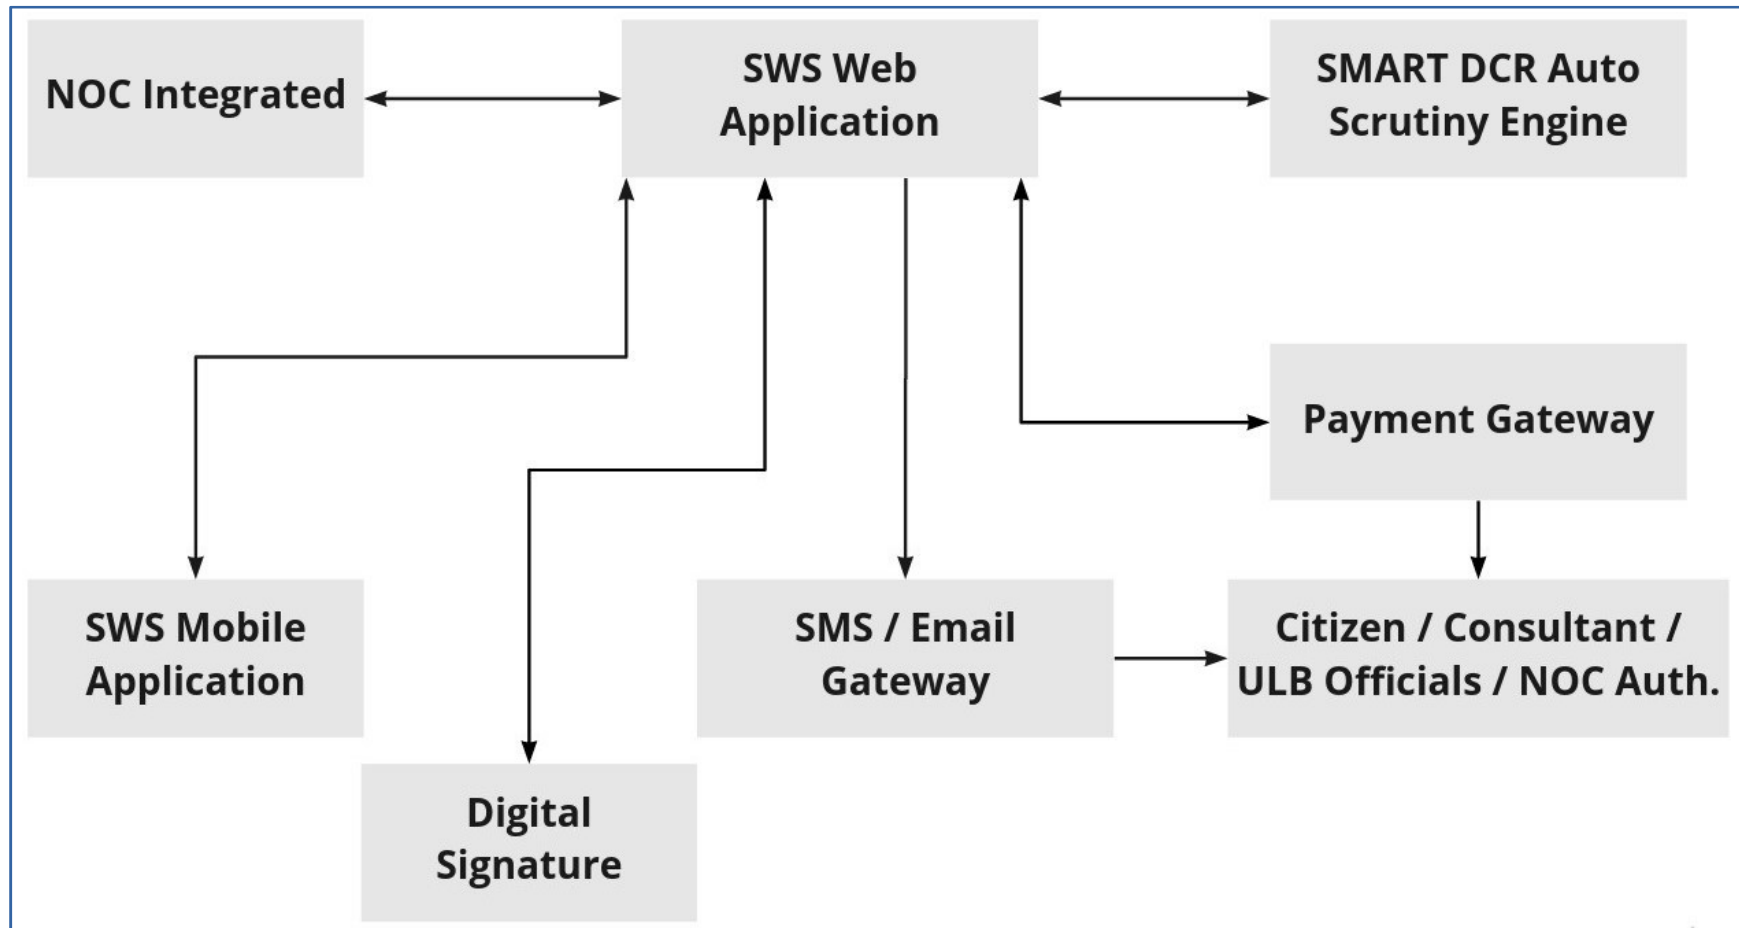 NOC Integrated
SWS Web
Application
SMART DCR Auto
Scrutiny Engine
Payment Gateway
SWS Mobile
Application
SMS / Email
Gateway
Citizen / Consultant /
ULB Officials / NOC Auth.
Digital
Signature